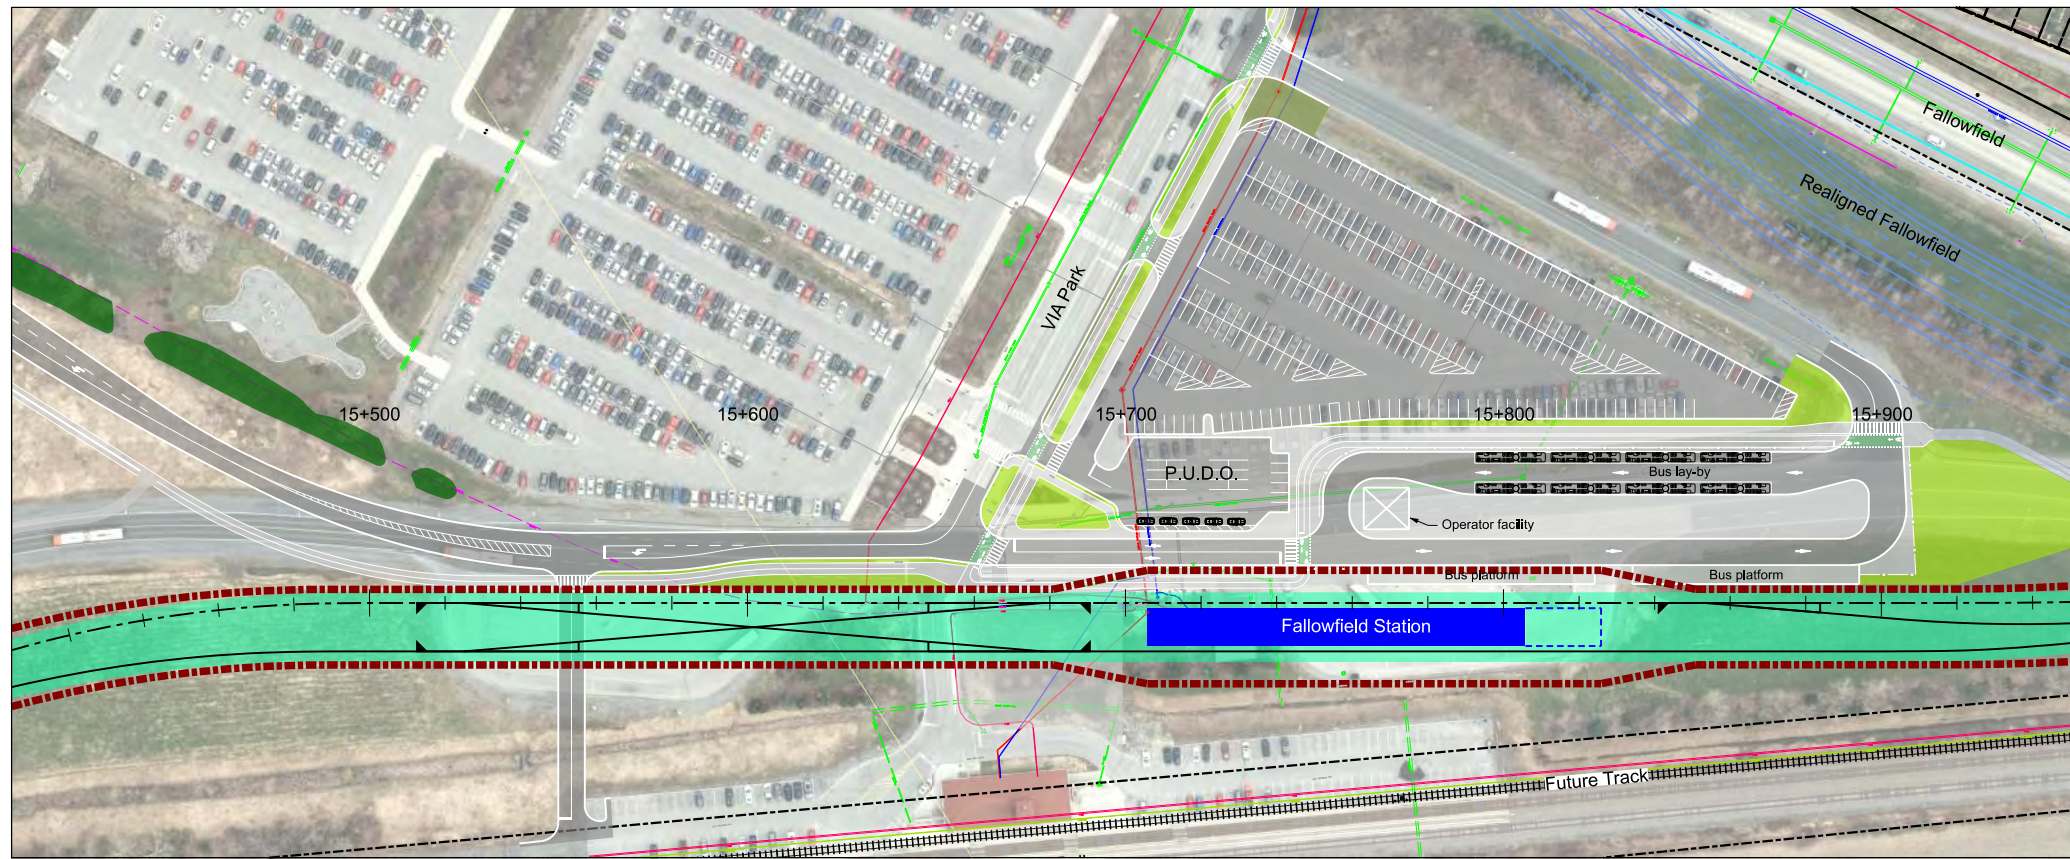 Fallowfield
Realigned Fallowfield
VIA Park
15+500
15+600
15+700
15+800
15+900
P.U.D.O.
Bus lay-by
Operator facility
Bus platform
Bus platform
Fallowfield Station
Future Track